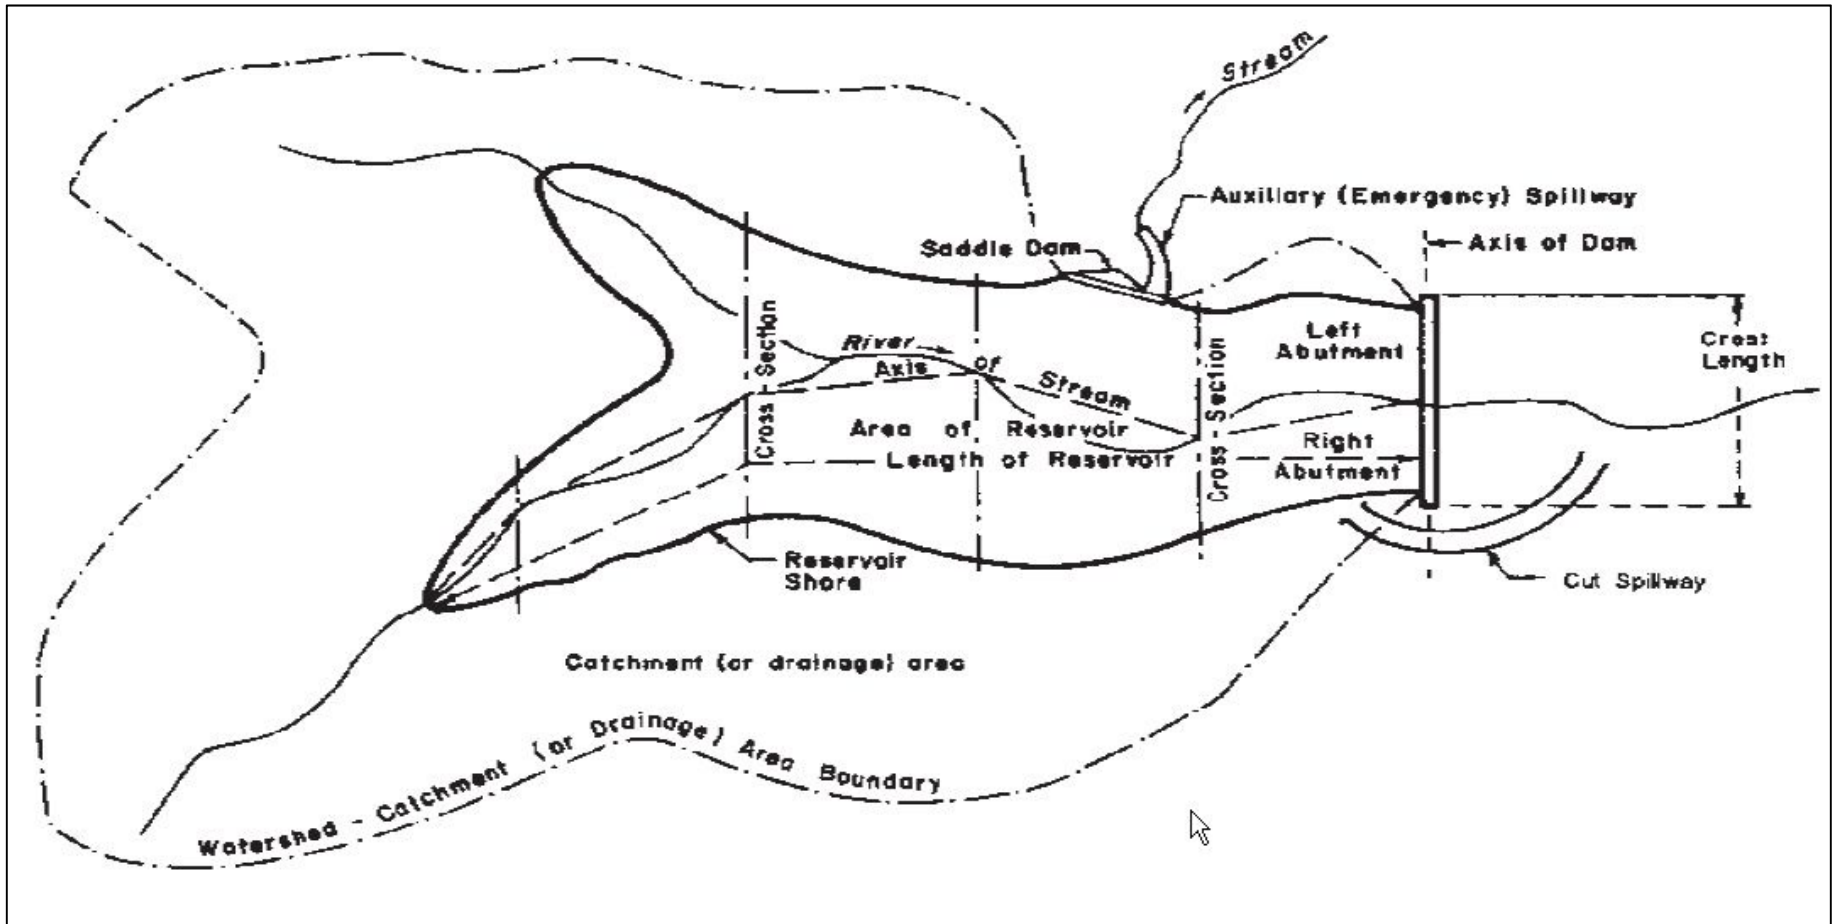 Stream
Auxiliary (Emergency) Spillway
Saddle Dam
Axis of Dam
Cross - Section
River
Axis of Stream
Left
Abutment
Crest
Length
Cross - Section
Area of Reservoir
Length of Reservoir
Right
Abutment
Reservoir
Shore
Cut Spillway
Catchment (or drainage) area
Watershed - Catchment (or Drainage) Area Boundary